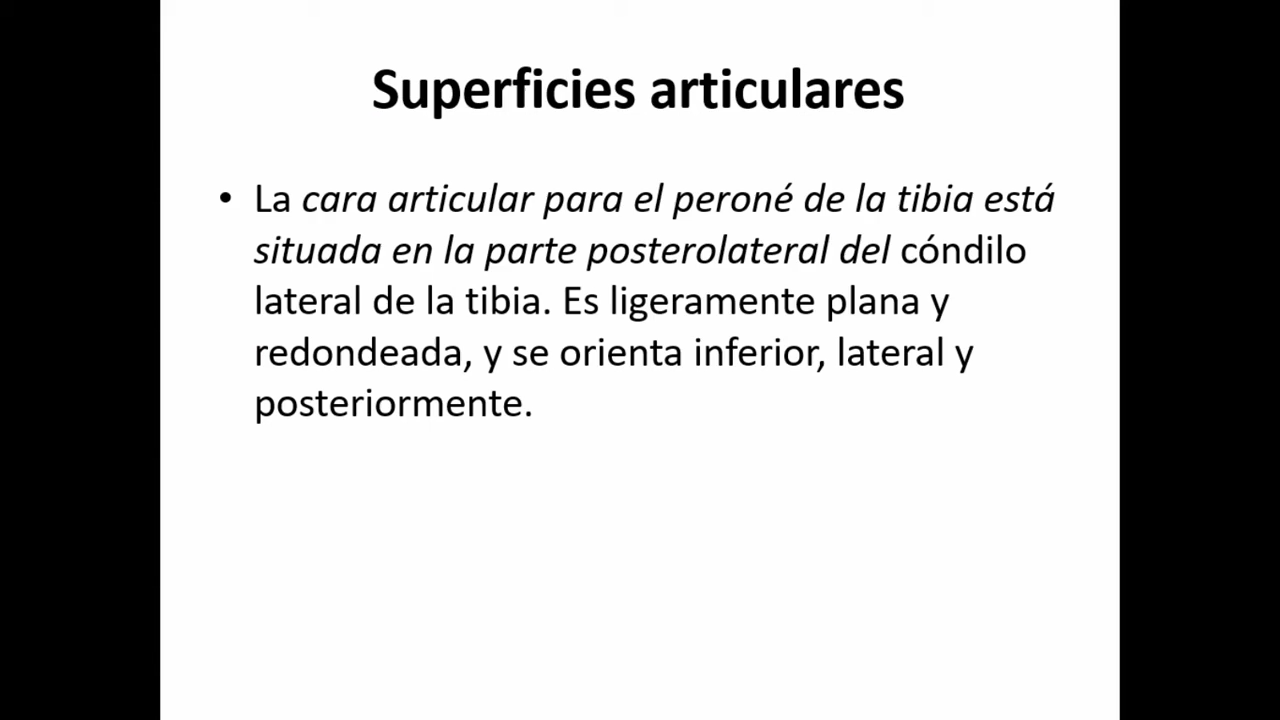 Superficies articulares
• La cara articular para el peroné de la tibia está
situada en la parte posterolateral del cóndilo
lateral de la tibia. Es ligeramente plana y
redondeada, y se orienta inferior, lateral y
posteriormente.